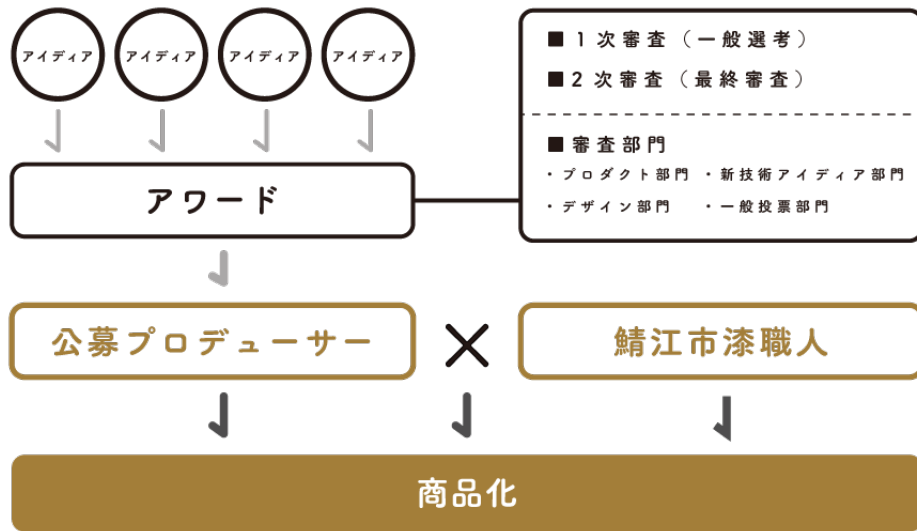 アイディア
アイディア
アイディア
アイディア
■1次審査（一般選考）
■2次審査（最終審査）
■審査部門
・プロダクト部門 ・新技術アイディア部門
・デザイン部門 ・一般投票部門
アワード
公募プロデューサー × 鯖江市漆職人
商品化